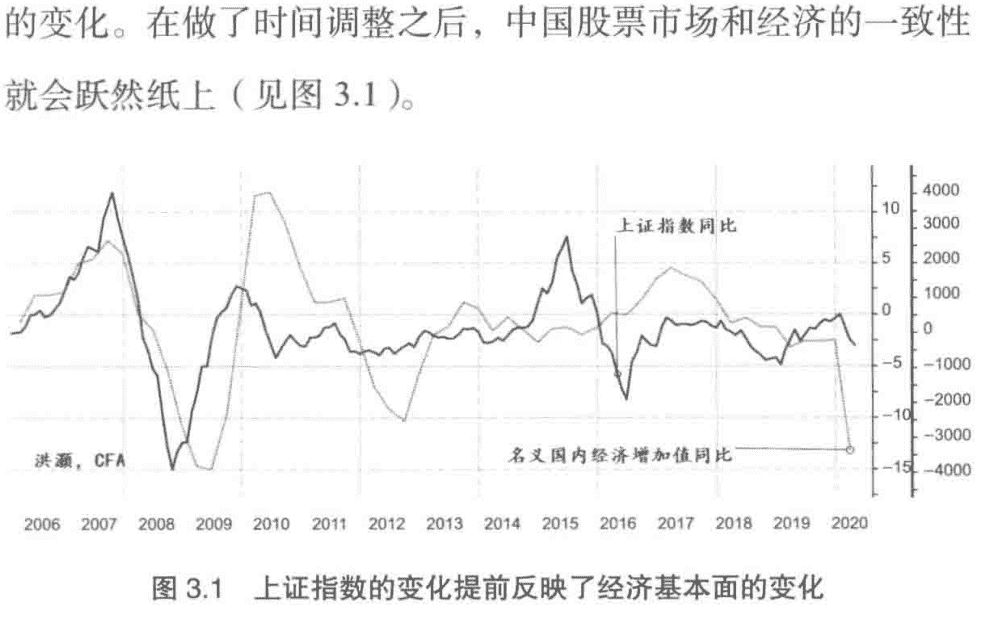 的变化。在做了时间调整之后，中国股票市场和经济的一致性
就会跃然纸上（见图 3.1）。
上证指數同比
10
5
0
-5
-10
-15
4000
3000
2000
1000
0
-1000
-2000
-3000
-4000
洪灝, CFA
名义国内经济增加值同比
2006 2007 2008 2009 2010 2011 2012 2013 2014 2015 2016 2017 2018 2019 2020
图 3.1 上证指数的变化提前反映了经济基本面的变化